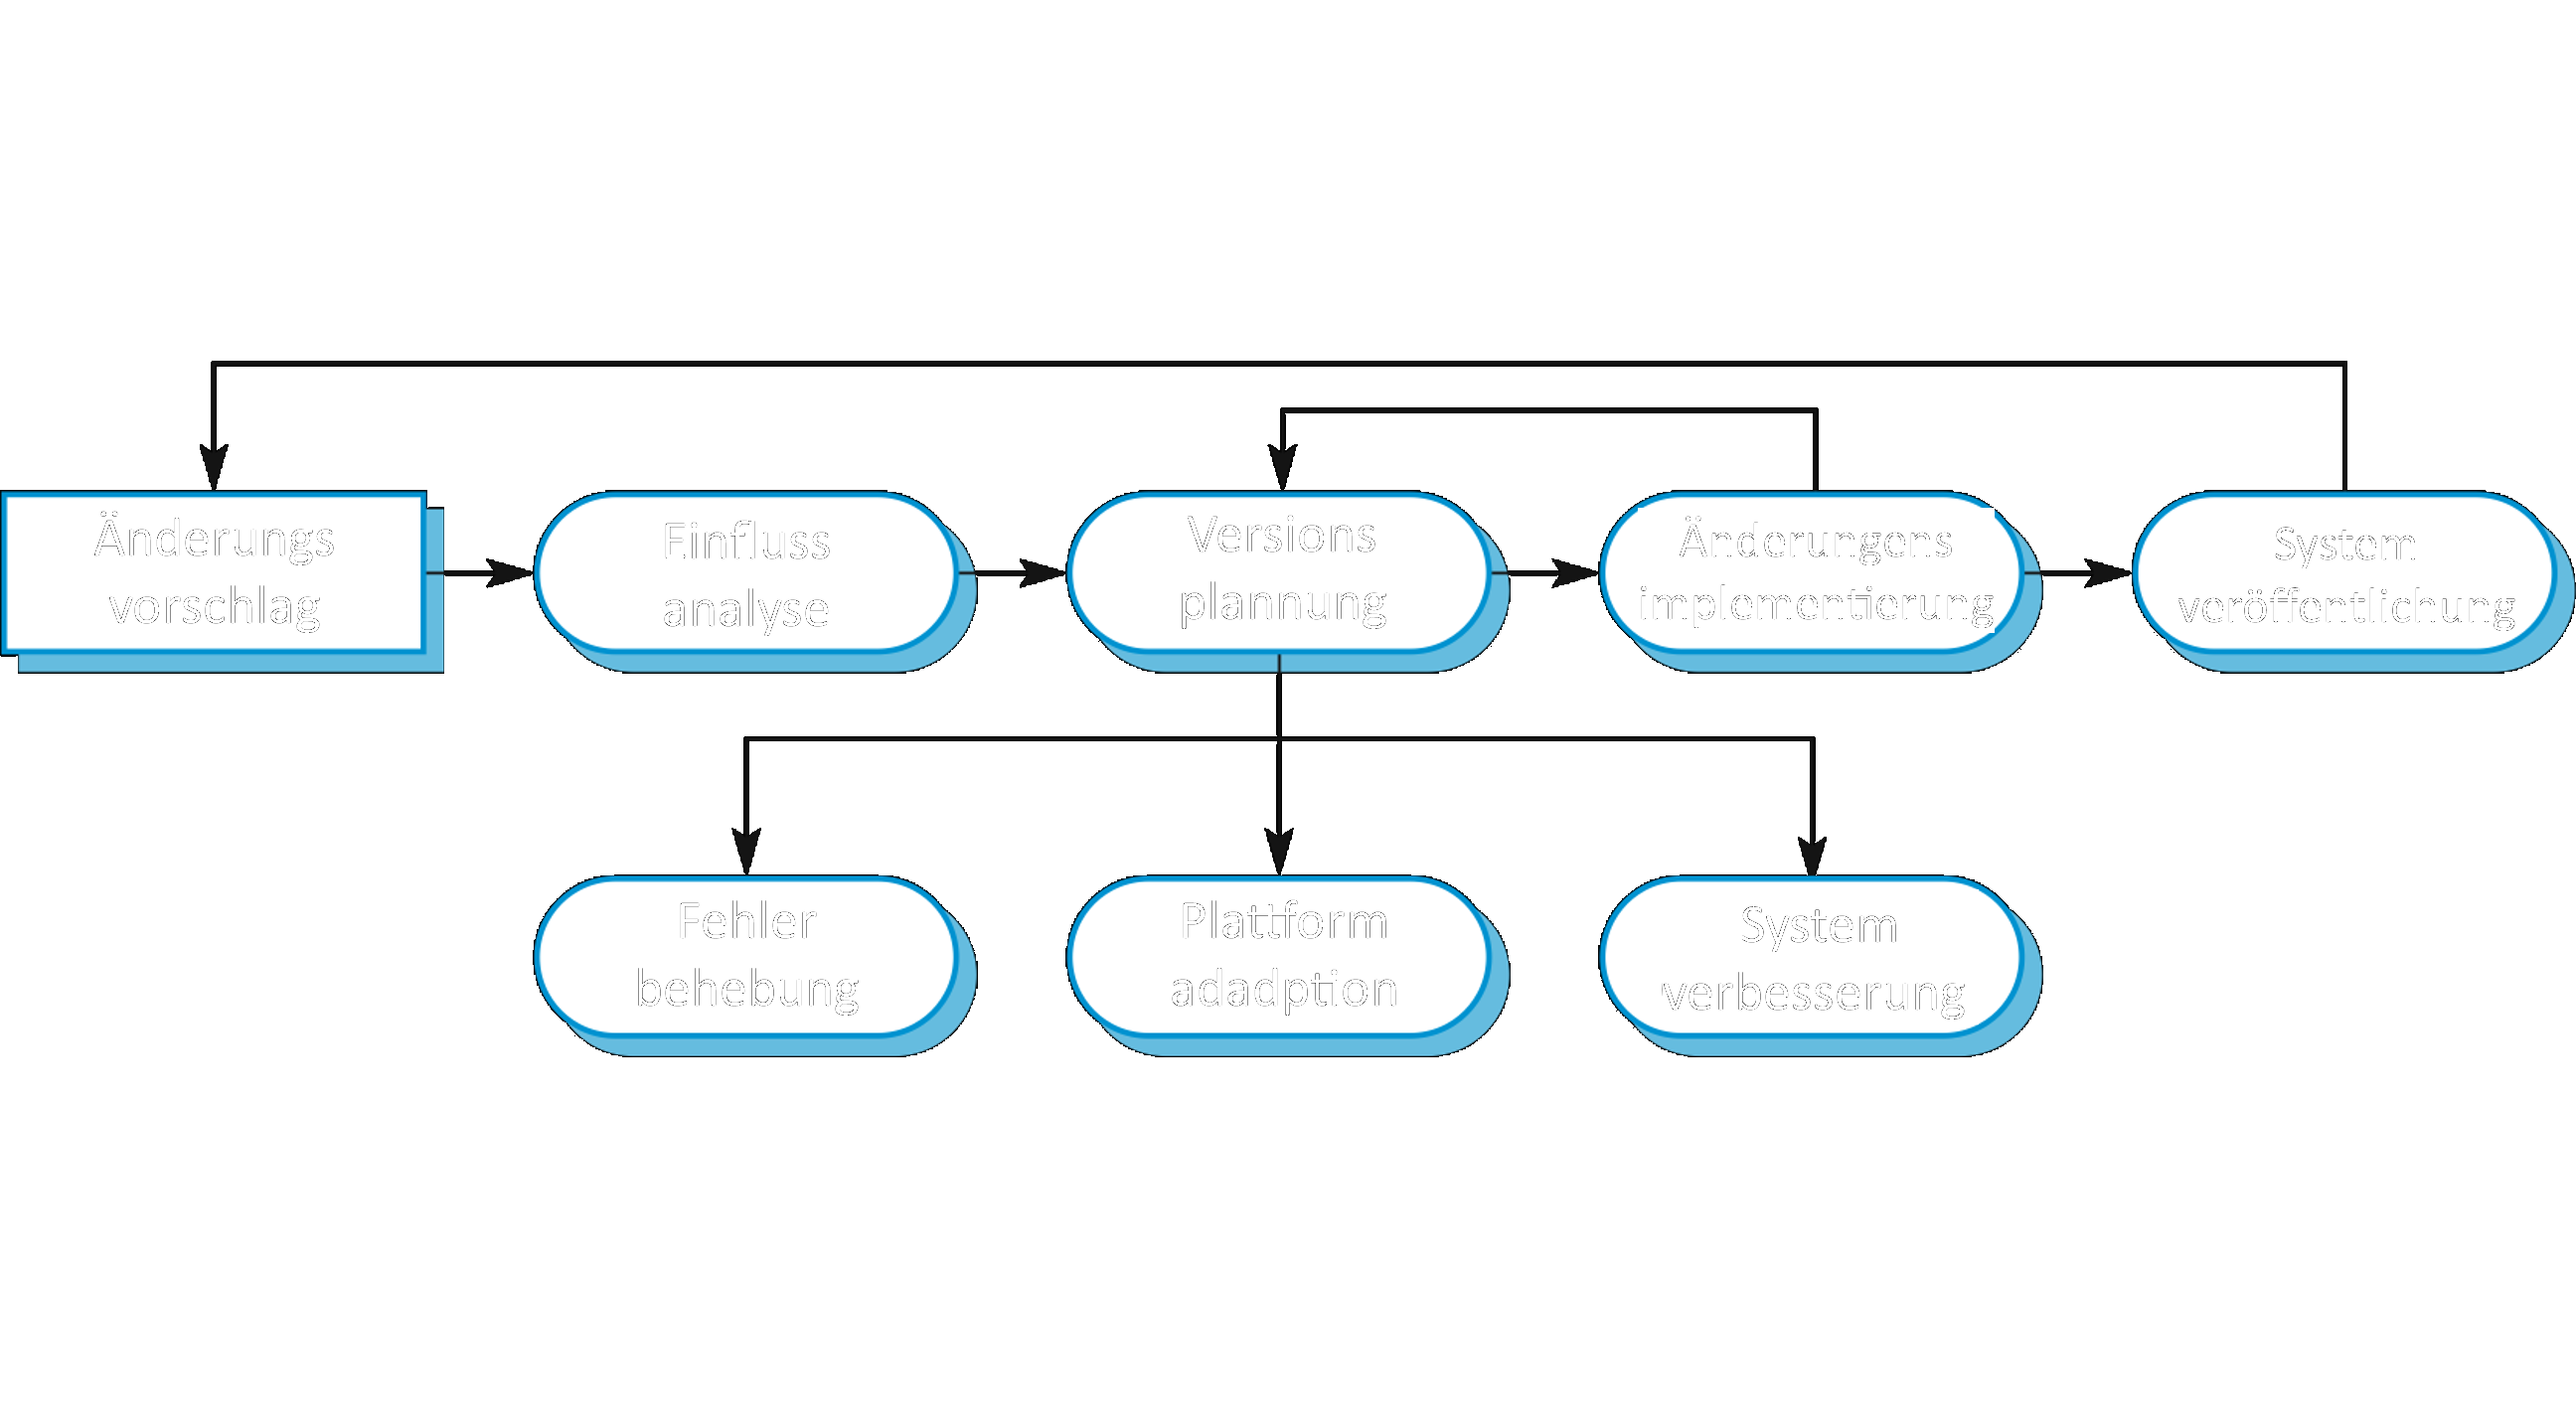 Änderungs
vorschlag
Einfluss
analyse
Versions
plannung
Änderungens
implementierung
System
veröffentlichung
Fehler
behebung
Plattform
adadption
System
verbesserung